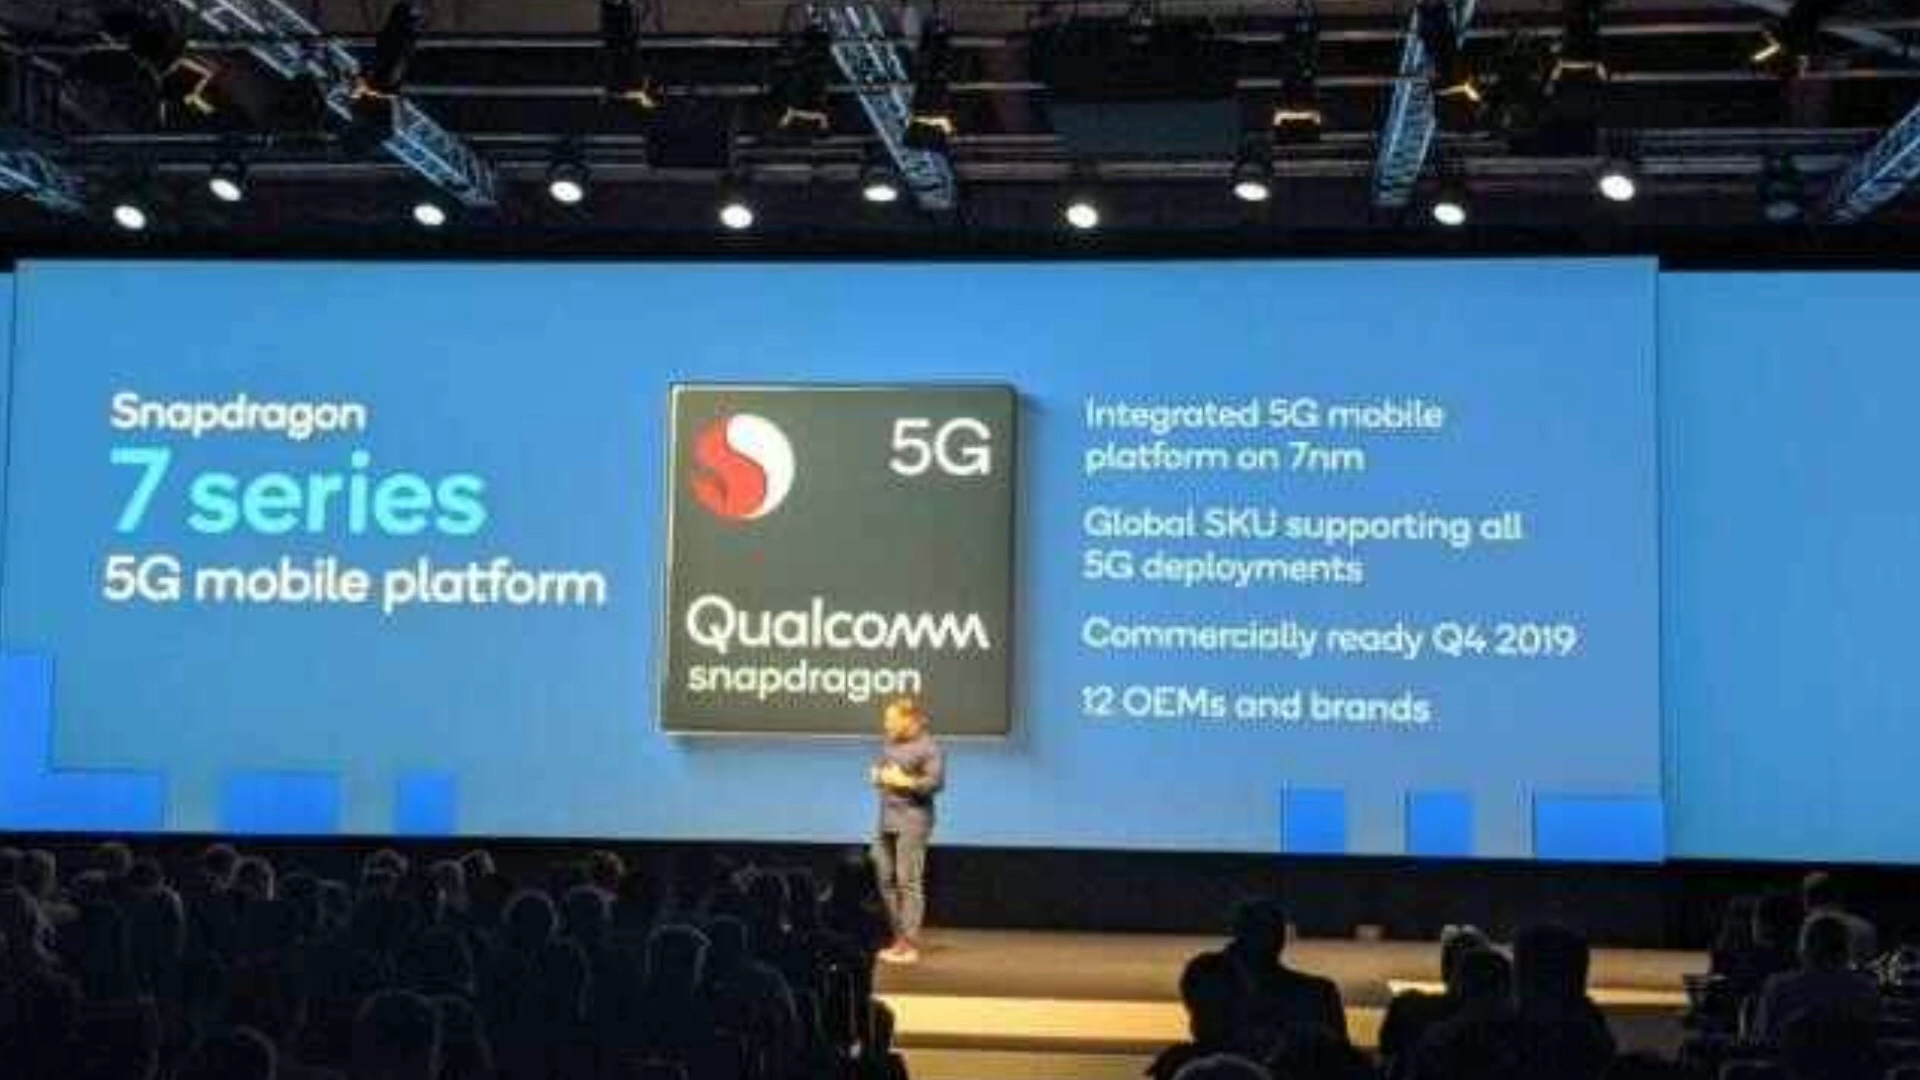 Snapdragon
7 series
5G mobile platform
5G
Qualcomm
snapdragon
Integrated 5G mobile
platform on 7nm
Global SKU supporting all
5G deployments
Commercially ready Q4 2019
12 OEMs and brands